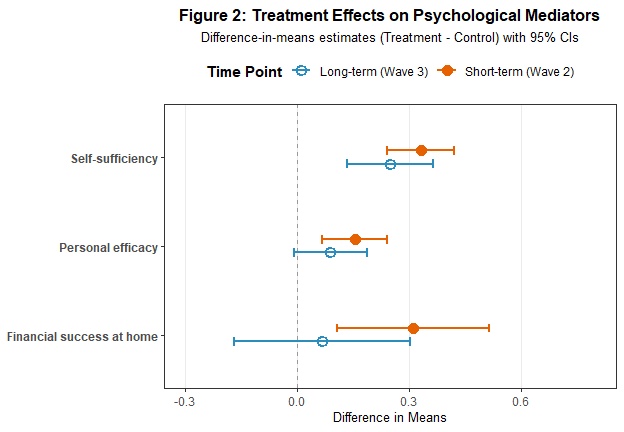 Figure 2: Treatment Effects on Psychological Mediators
Difference-in-means estimates (Treatment - Control) with 95% CIs
Time Point Long-term (Wave 3) Short-term (Wave 2)
Self-sufficiency
Personal efficacy
Financial success at home
-0.3 0.0 0.3 0.6
Difference in Means